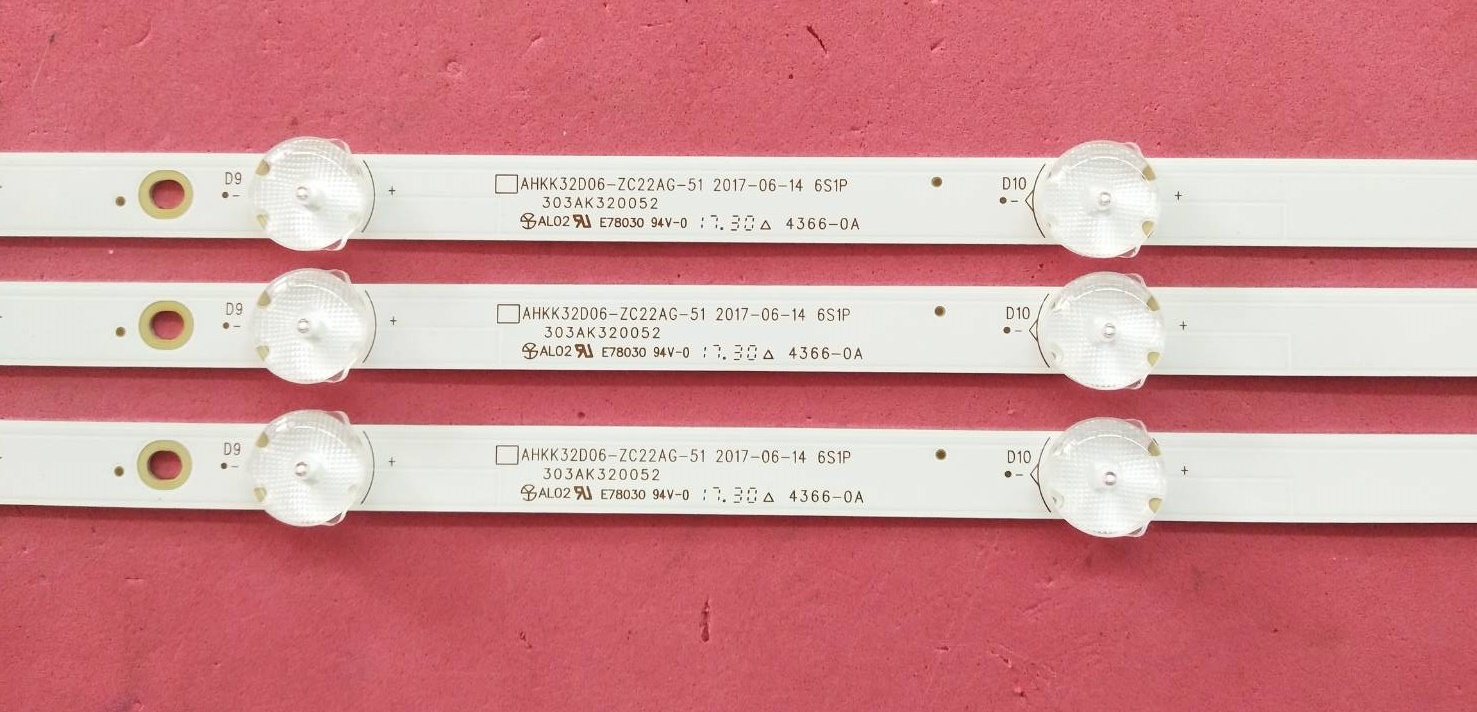 D9
- + AHKK32D06-ZC22AG-51 2017-06-14 6S1P
303AK320052
AL02 E78030 94V-0 17.30 △ 4366-0A
D10
- +
D9
- + AHKK32D06-ZC22AG-51 2017-06-14 6S1P
303AK320052
AL02 E78030 94V-0 17.30 △ 4366-0A
D10
- +
D9
- + AHKK32D06-ZC22AG-51 2017-06-14 6S1P
303AK320052
AL02 E78030 94V-0 17.30 △ 4366-0A
D10
- +